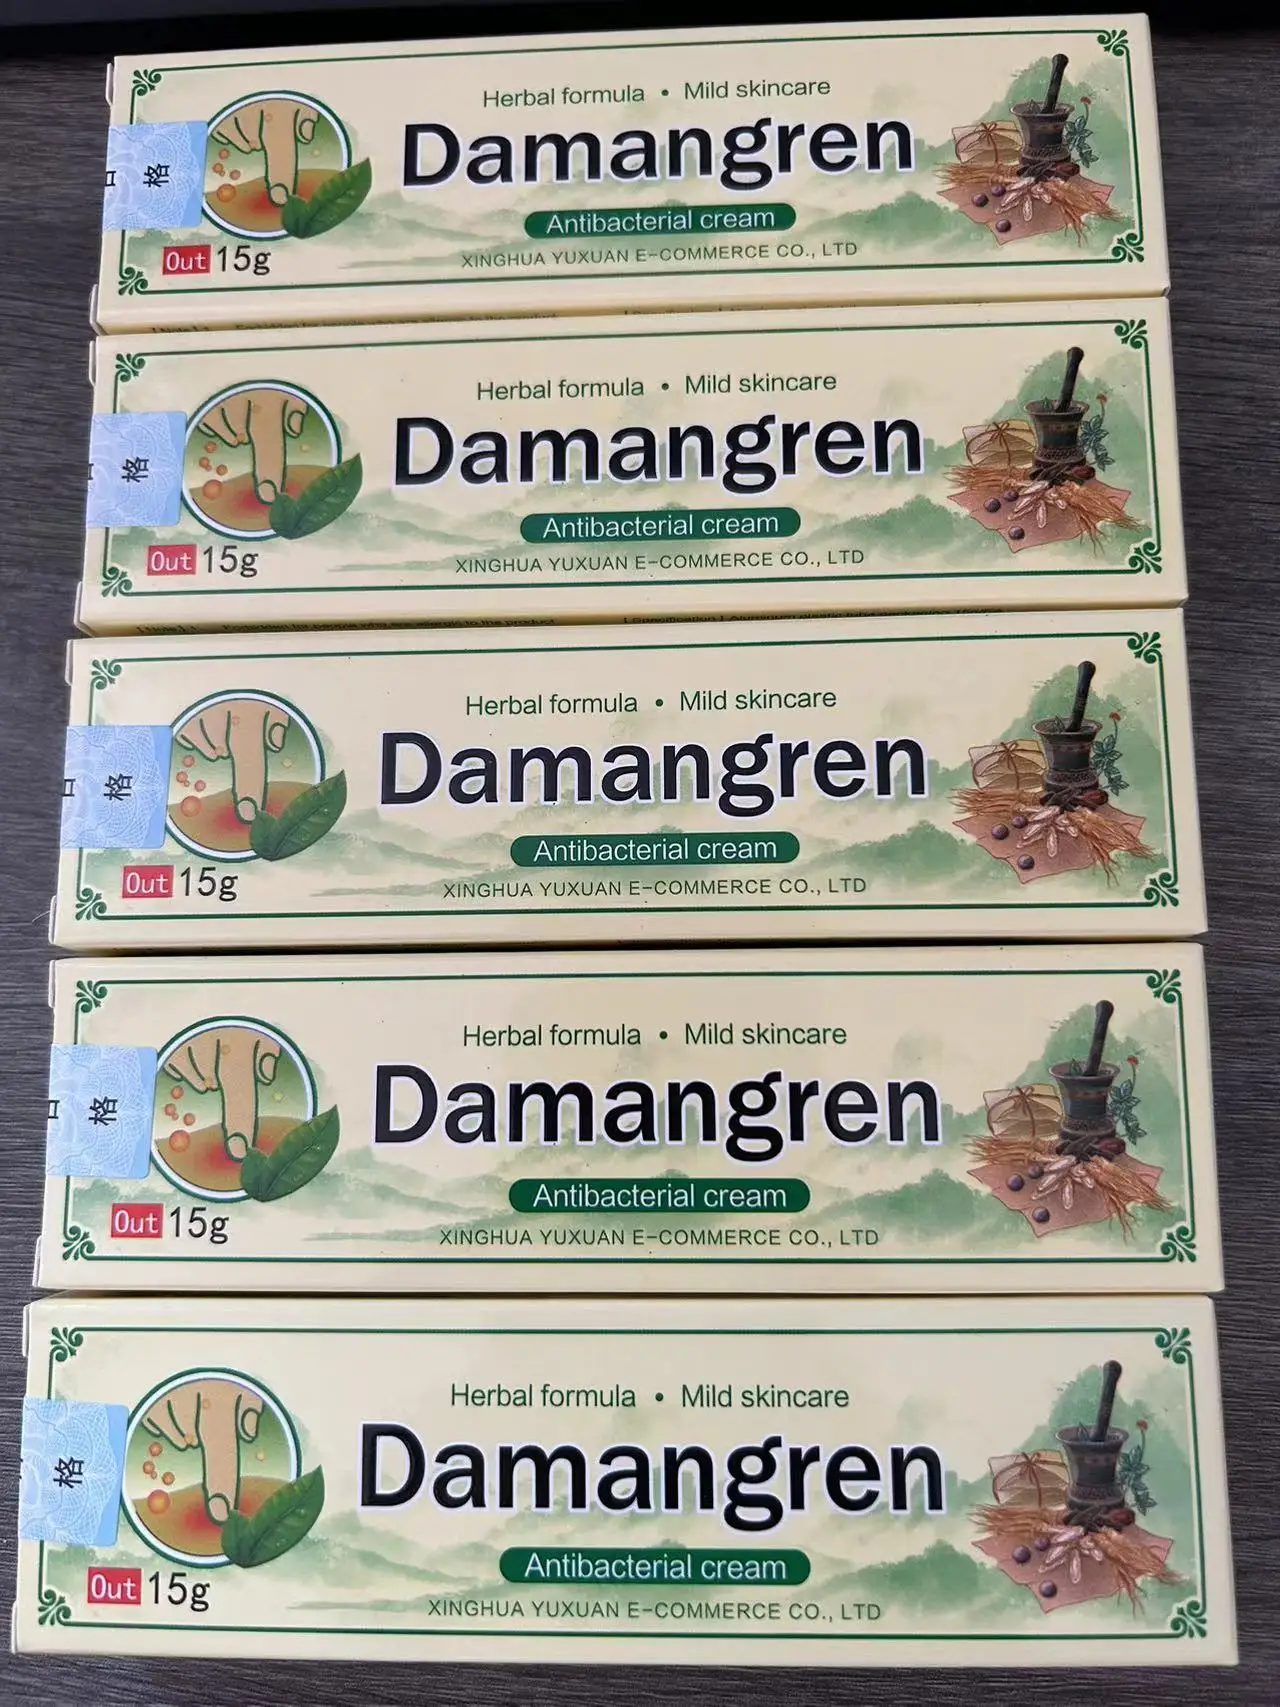 Herbal formula • Mild skincare
Damangren
Antibacterial cream
XINGHUA YUXUAN E-COMMERCE CO., LTD
Out 15g
格
Herbal formula • Mild skincare
Damangren
Antibacterial cream
XINGHUA YUXUAN E-COMMERCE CO., LTD
Out 15g
格
Herbal formula • Mild skincare
Damangren
Antibacterial cream
XINGHUA YUXUAN E-COMMERCE CO., LTD
Out 15g
格
Herbal formula • Mild skincare
Damangren
Antibacterial cream
XINGHUA YUXUAN E-COMMERCE CO., LTD
Out 15g
格
Herbal formula • Mild skincare
Damangren
Antibacterial cream
XINGHUA YUXUAN E-COMMERCE CO., LTD
Out 15g
格